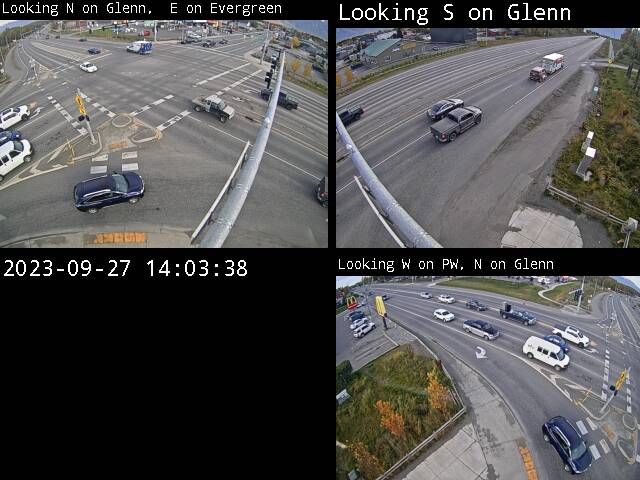 Looking N on Glenn,  E on Evergreen
Looking S on Glenn
2023-09-27 14:03:38
Looking W on PW, N on Glenn